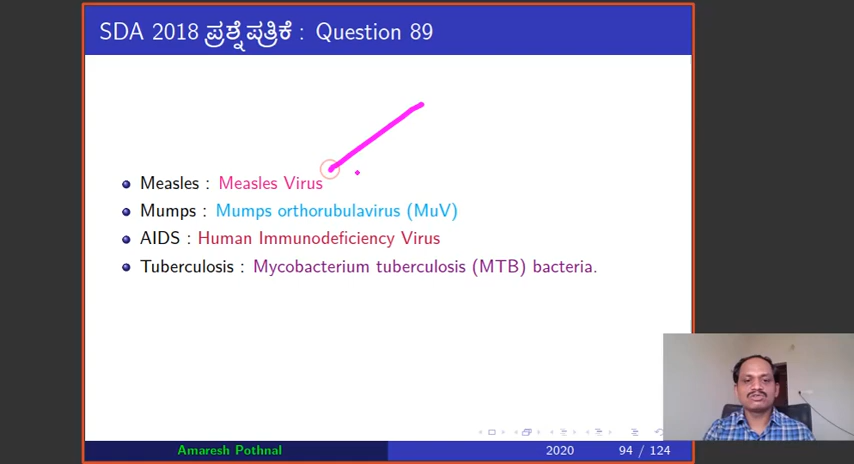 SDA 2018 ಪ್ರಶ್ನೆಪತ್ರಿಕೆ : Question 89
Measles : Measles Virus
Mumps : Mumps orthorubulavirus (MuV)
AIDS : Human Immunodeficiency Virus
Tuberculosis : Mycobacterium tuberculosis (MTB) bacteria.
Amaresh Pothnal 2020 94 / 124